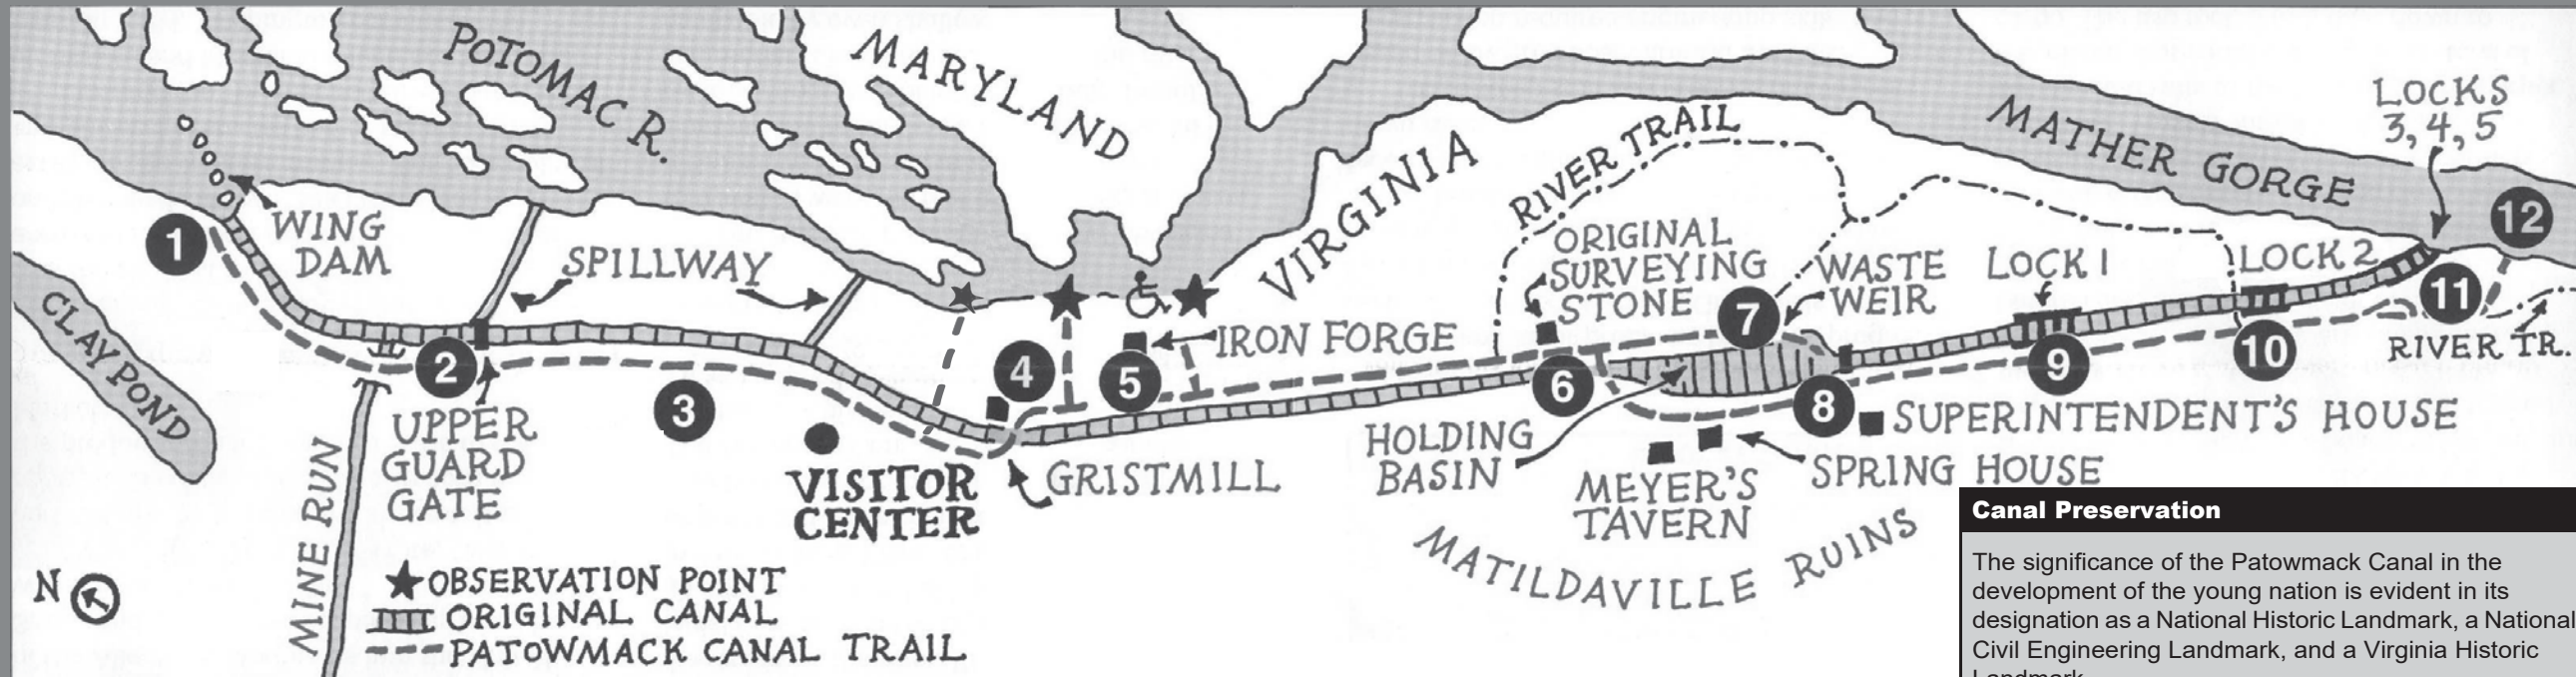 POTOMAC R.
MARYLAND
VIRGINIA
RIVER TRAIL
MATHER GORGE
LOCKS
3, 4, 5
12
1
WING
DAM
SPILLWAY
CLAY POND
ORIGINAL
SURVEYING
STONE
7
WASTE
WEIR
LOCK 1
LOCK 2
11
RIVER TR.
2
3
4
5
IRON FORGE
6
8
9
10
UPPER
GUARD
GATE
VISITOR
CENTER
GRISTMILL
HOLDING
BASIN
MEYER'S
TAVERN
SPRING HOUSE
SUPERINTENDENT'S HOUSE
MATILDAVILLE RUINS
MINE RUN
N
OBSERVATION POINT
ORIGINAL CANAL
PATOWMACK CANAL TRAIL
Canal Preservation
The significance of the Patowmack Canal in the
development of the young nation is evident in its
designation as a National Historic Landmark, a National
Civil Engineering Landmark, and a Virginia Historic
Landmark